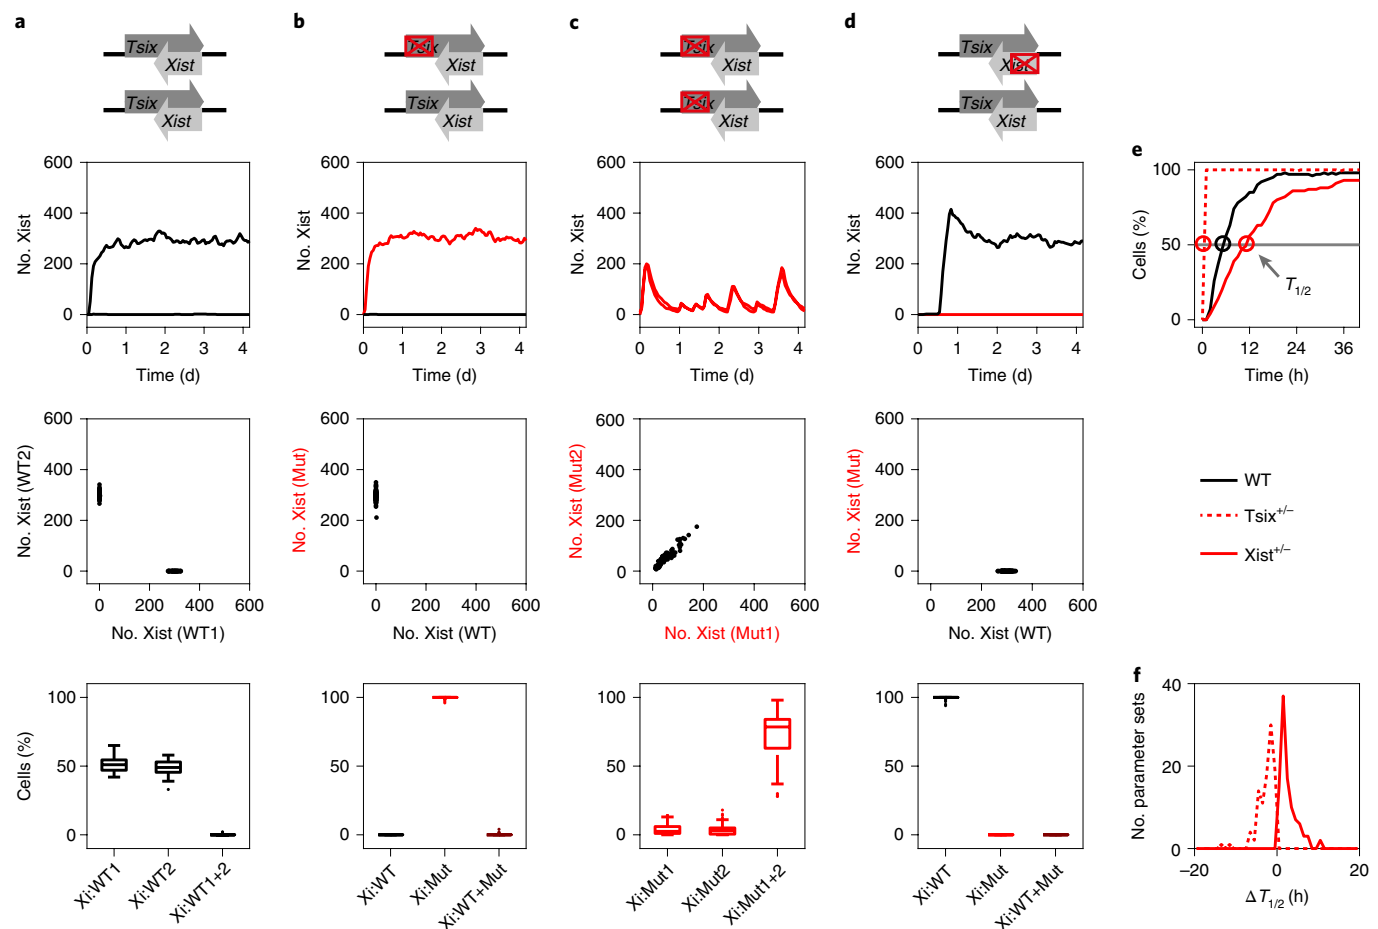 a
Tsix
Xist
Tsix
Xist
No. Xist
600
400
200
0
0 1 2 3 4
Time (d)
No. Xist (WT2)
600
400
200
0
0 200 400 600
No. Xist (WT1)
Cells (%)
100
50
0
Xi:WT1
Xi:WT2
Xi:WT1+2
b
Tsix
Xist
Tsix
Xist
No. Xist
600
400
200
0
0 1 2 3 4
Time (d)
No. Xist (Mut)
600
400
200
0
0 200 400 600
No. Xist (WT)
100
50
0
Xi:WT
Xi:Mut
Xi:WT+Mut
c
Tsix
Xist
Tsix
Xist
No. Xist
600
400
200
0
0 1 2 3 4
Time (d)
No. Xist (Mut2)
600
400
200
0
0 200 400 600
No. Xist (Mut1)
100
50
0
Xi:Mut1
Xi:Mut2
Xi:Mut1+2
d
Tsix
Xist
Tsix
Xist
No. Xist
600
400
200
0
0 1 2 3 4
Time (d)
No. Xist (Mut)
600
400
200
0
0 200 400 600
No. Xist (WT)
100
50
0
Xi:WT
Xi:Mut
Xi:WT+Mut
e
Cells (%)
100
50
0
T1/2
0 12 24 36
Time (h)
WT
Tsix+/−
Xist+/−
f
No. parameter sets
40
20
0
−20 0 20
ΔT1/2 (h)